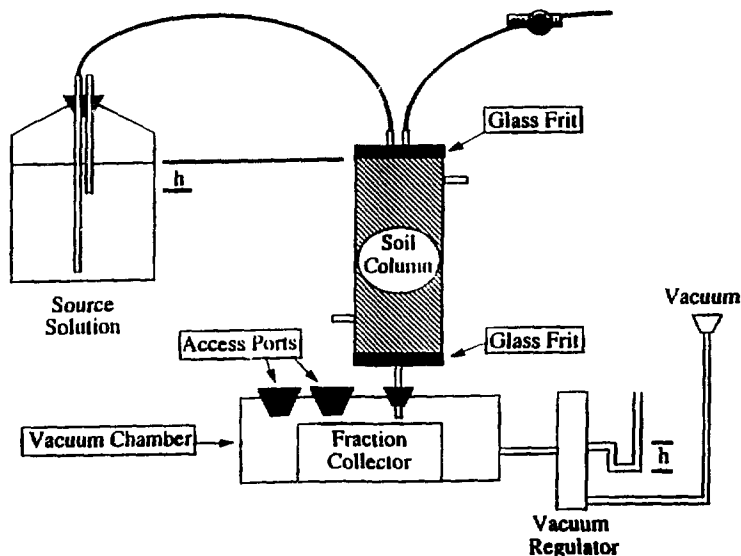 Glass Frit
h
Soil
Column
Source
Solution
Vacuum
Access Ports
Glass Frit
Vacuum Chamber
Fraction
Collector
h
Vacuum
Regulator